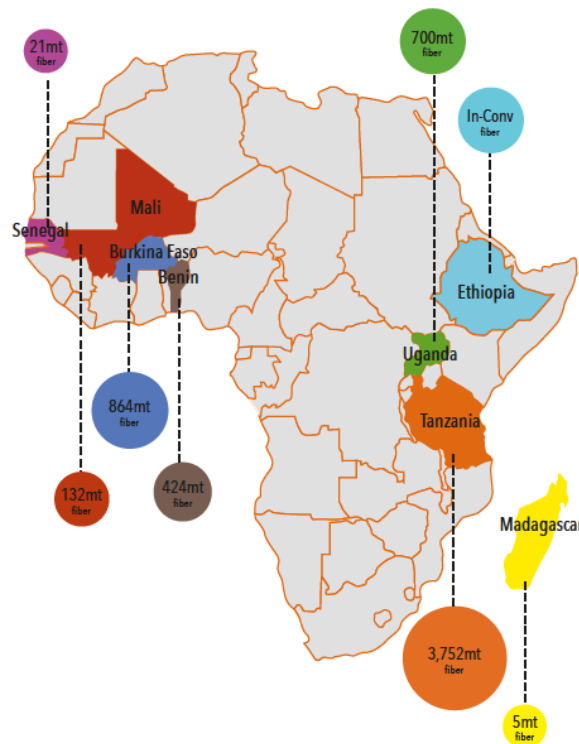 21mt
fiber
700mt
fiber
In-Conv
fiber
Mali
Senegal
Burkina Faso
Benin
Ethiopia
Uganda
Tanzania
864mt
fiber
132mt
fiber
424mt
fiber
Madagascar
3,752mt
fiber
5mt
fiber